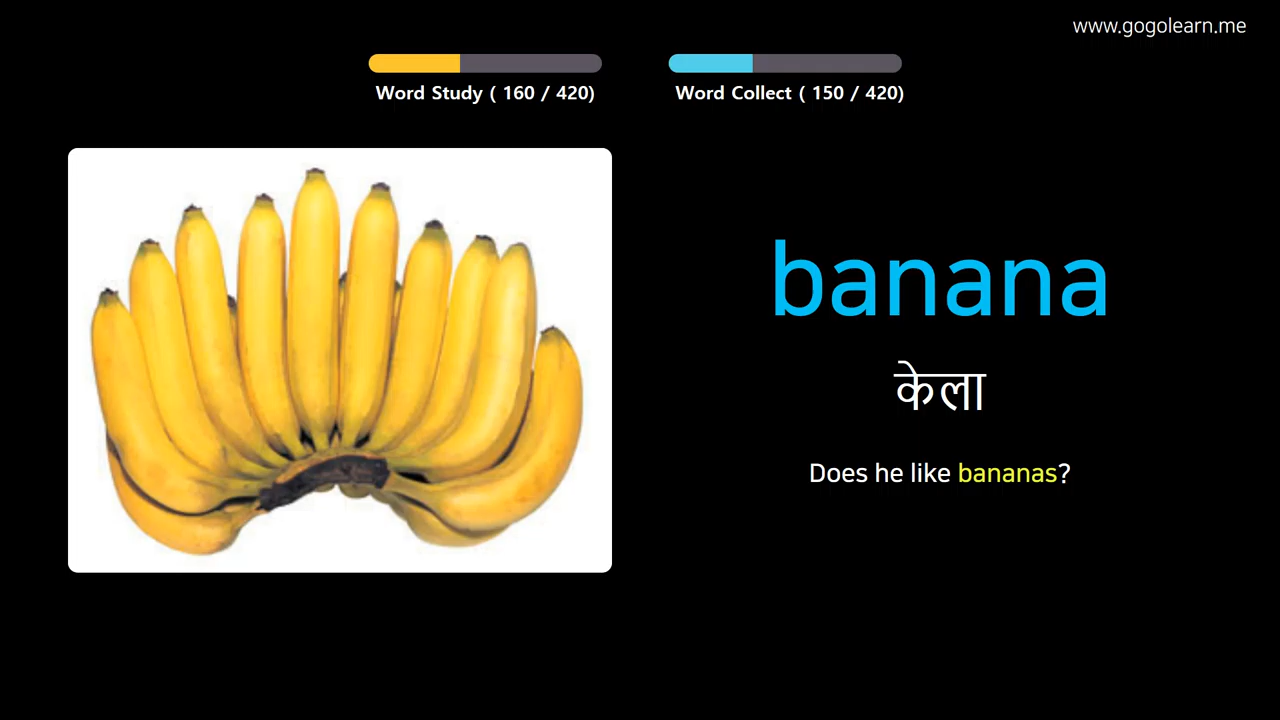 www.gogolearn.me
Word Study ( 160 / 420)
Word Collect ( 150 / 420)
banana
केला
Does he like bananas?